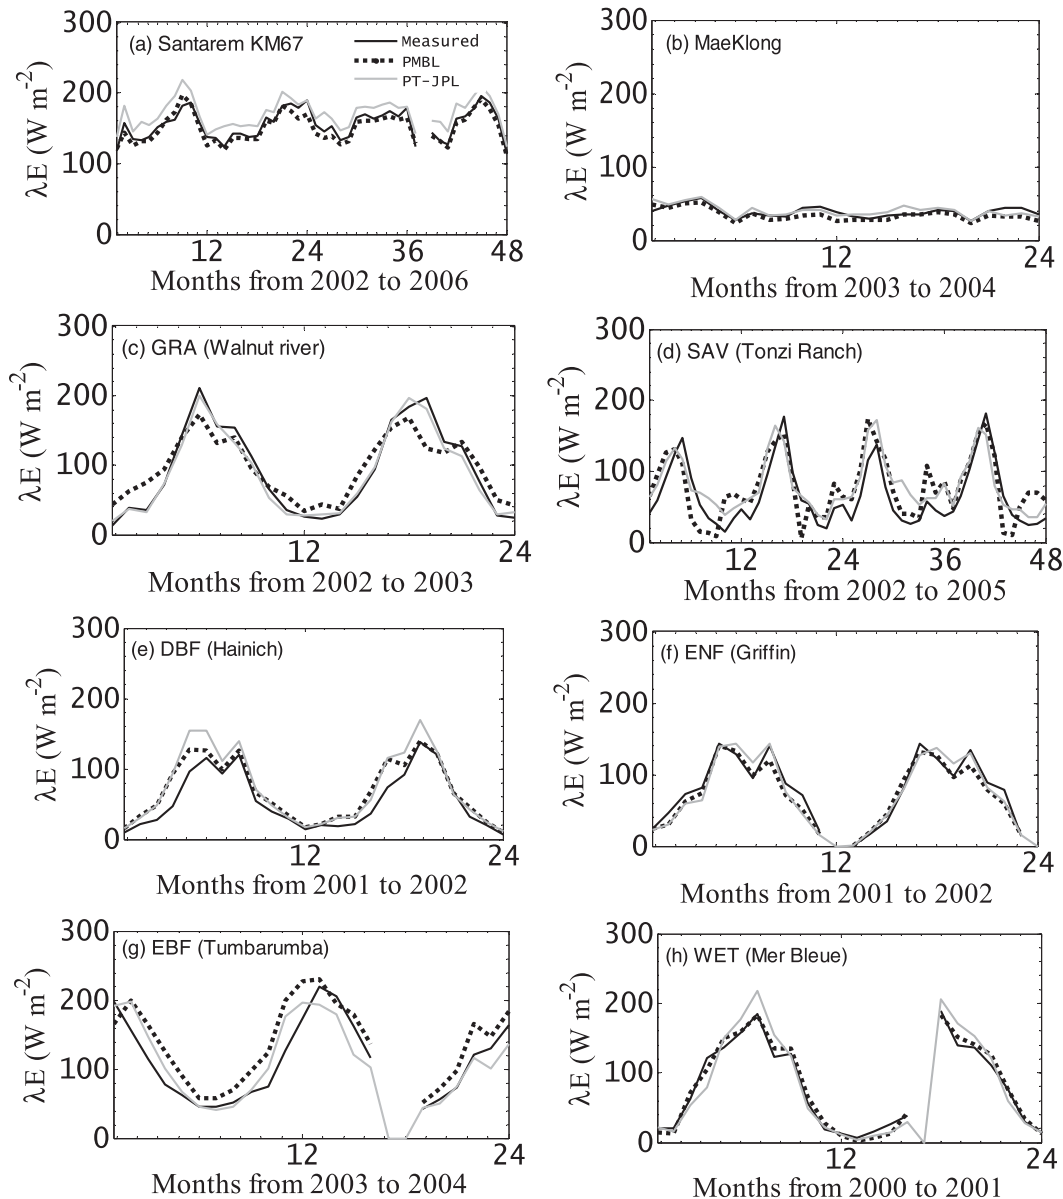 (a) Santarem KM67
Measured
PMBL
PT-JPL
300
200
100
0
λE (W m-2)
12 24 36 48
Months from 2002 to 2006
(b) MaeKlong
300
200
100
0
λE (W m-2)
12 24
Months from 2003 to 2004
(c) GRA (Walnut river)
300
200
100
0
λE (W m-2)
12 24
Months from 2002 to 2003
(d) SAV (Tonzi Ranch)
300
200
100
0
λE (W m-2)
12 24 36 48
Months from 2002 to 2005
(e) DBF (Hainich)
300
200
100
0
λE (W m-2)
12 24
Months from 2001 to 2002
(f) ENF (Griffin)
300
200
100
0
λE (W m-2)
12 24
Months from 2001 to 2002
(g) EBF (Tumbarumba)
300
200
100
0
λE (W m-2)
12 24
Months from 2003 to 2004
(h) WET (Mer Bleue)
300
200
100
0
λE (W m-2)
12 24
Months from 2000 to 2001